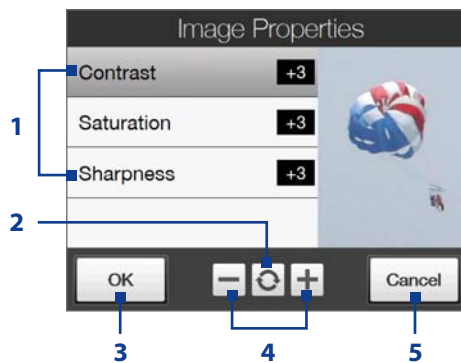 Image Properties
Contrast +3
1
Saturation +3
Sharpness +3
2
OK − + Cancel
3 4 5